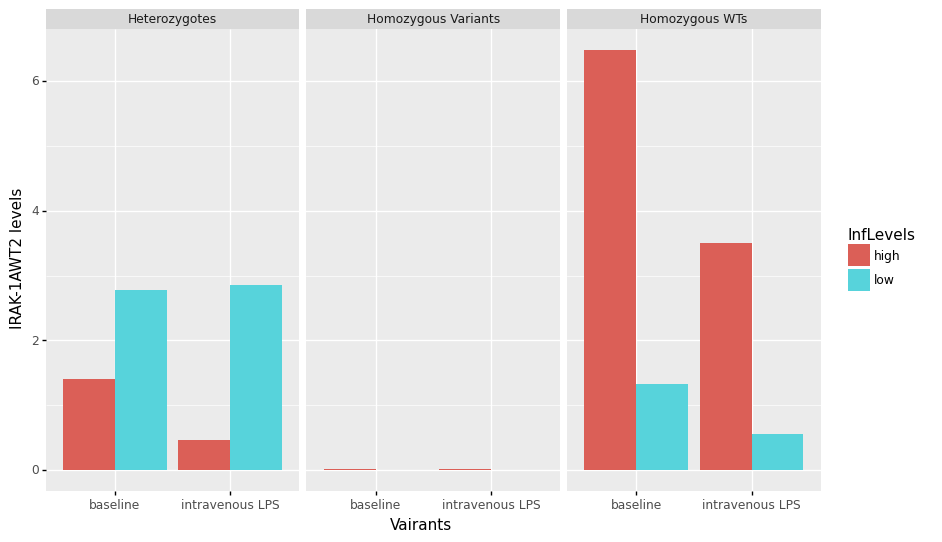 Heterozygotes
Homozygous Variants
Homozygous WTs
IRAK-1AWT2 levels
6
4
2
0
baseline
intravenous LPS
baseline
intravenous LPS
baseline
intravenous LPS
Vairants
InfLevels
high
low